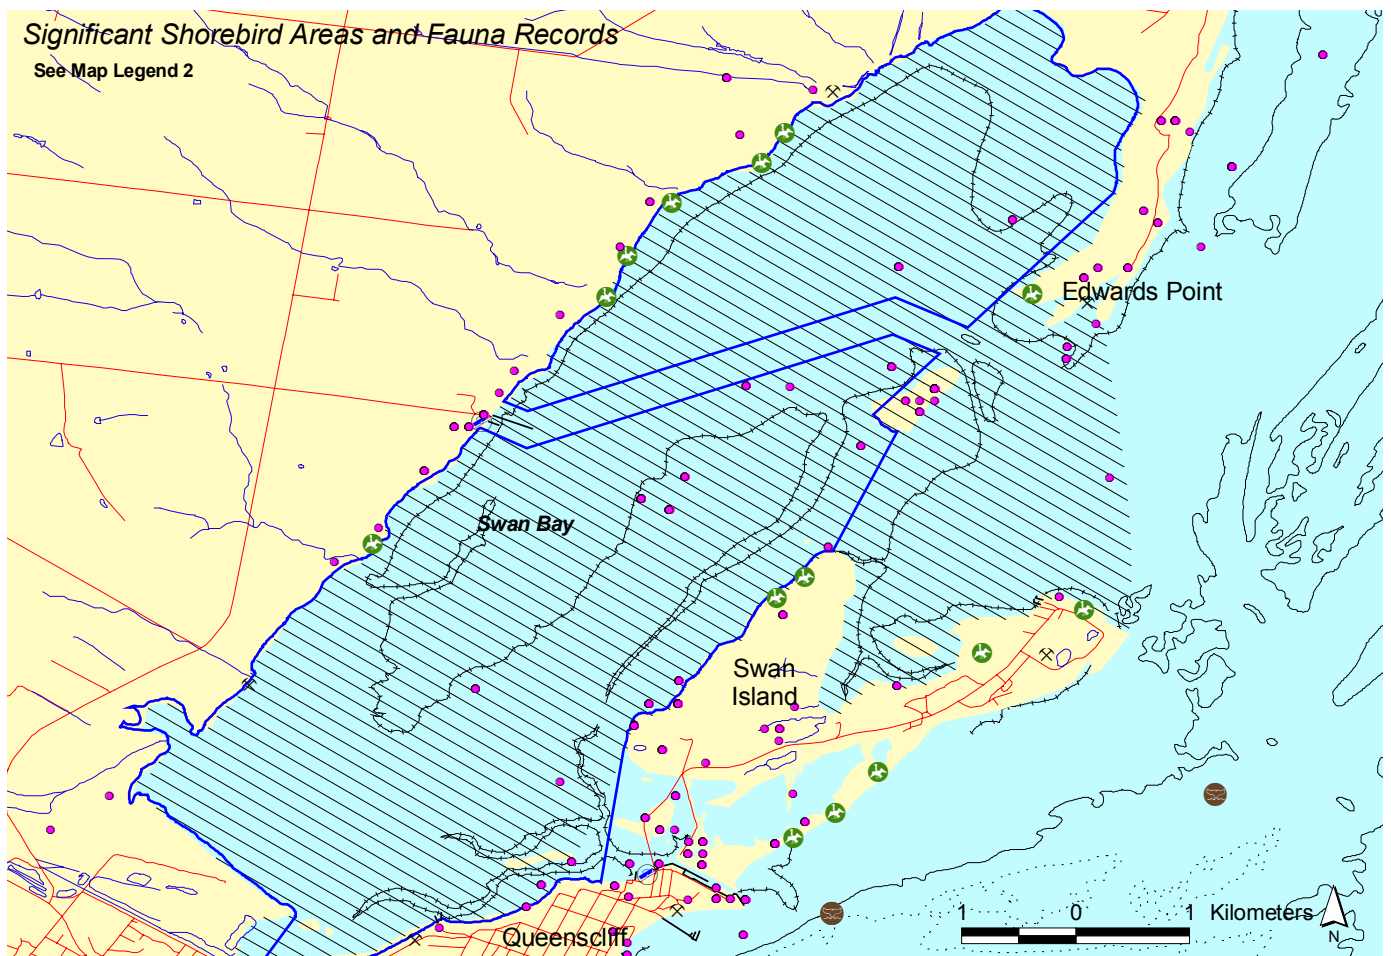 Significant Shorebird Areas and Fauna Records
See Map Legend 2
Edwards Point
Swan Bay
Swan
Island
Queenscliff
1 0 1 Kilometers
N